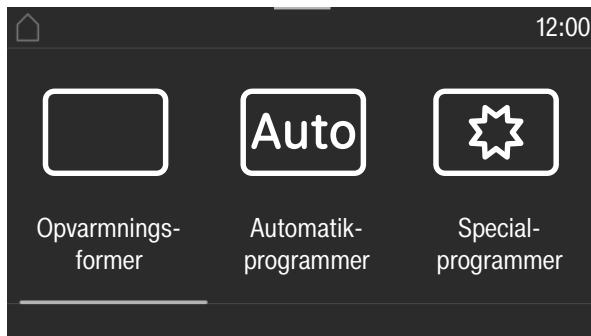 12:00
Auto
Opvarmnings-
former
Automatik-
programmer
Special-
programmer